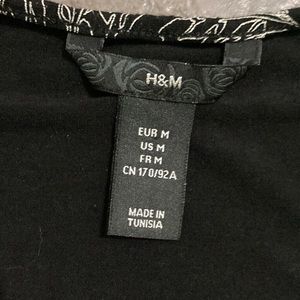 H&M
EUR M
US M
FR M
CN 170/92A
MADE IN
TUNISIA